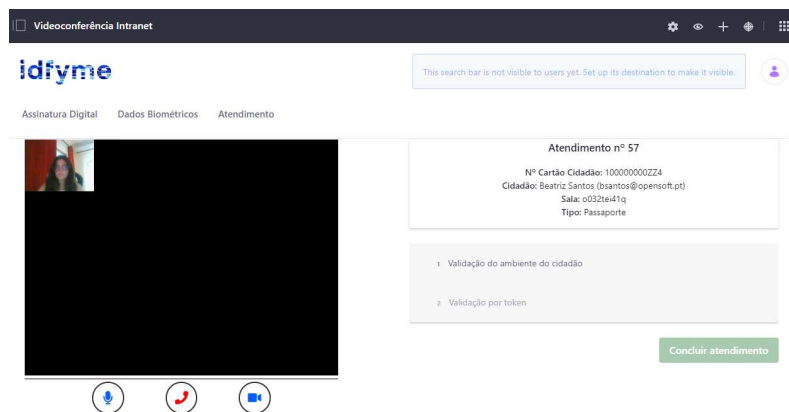 Videoconferência Intranet
idfyme
This search bar is not visible to users yet. Set up its destination to make it visible.
Assinatura Digital Dados Biométricos Atendimento
Atendimento nº 57
Nº Cartão Cidadão: 100000000ZZ4
Cidadão: Beatriz Santos (bsantos@opensoft.pt)
Sala: o032tei41q
Tipo: Passaporte
1 Validação do ambiente do cidadão
2 Validação por token
Concluir atendimento